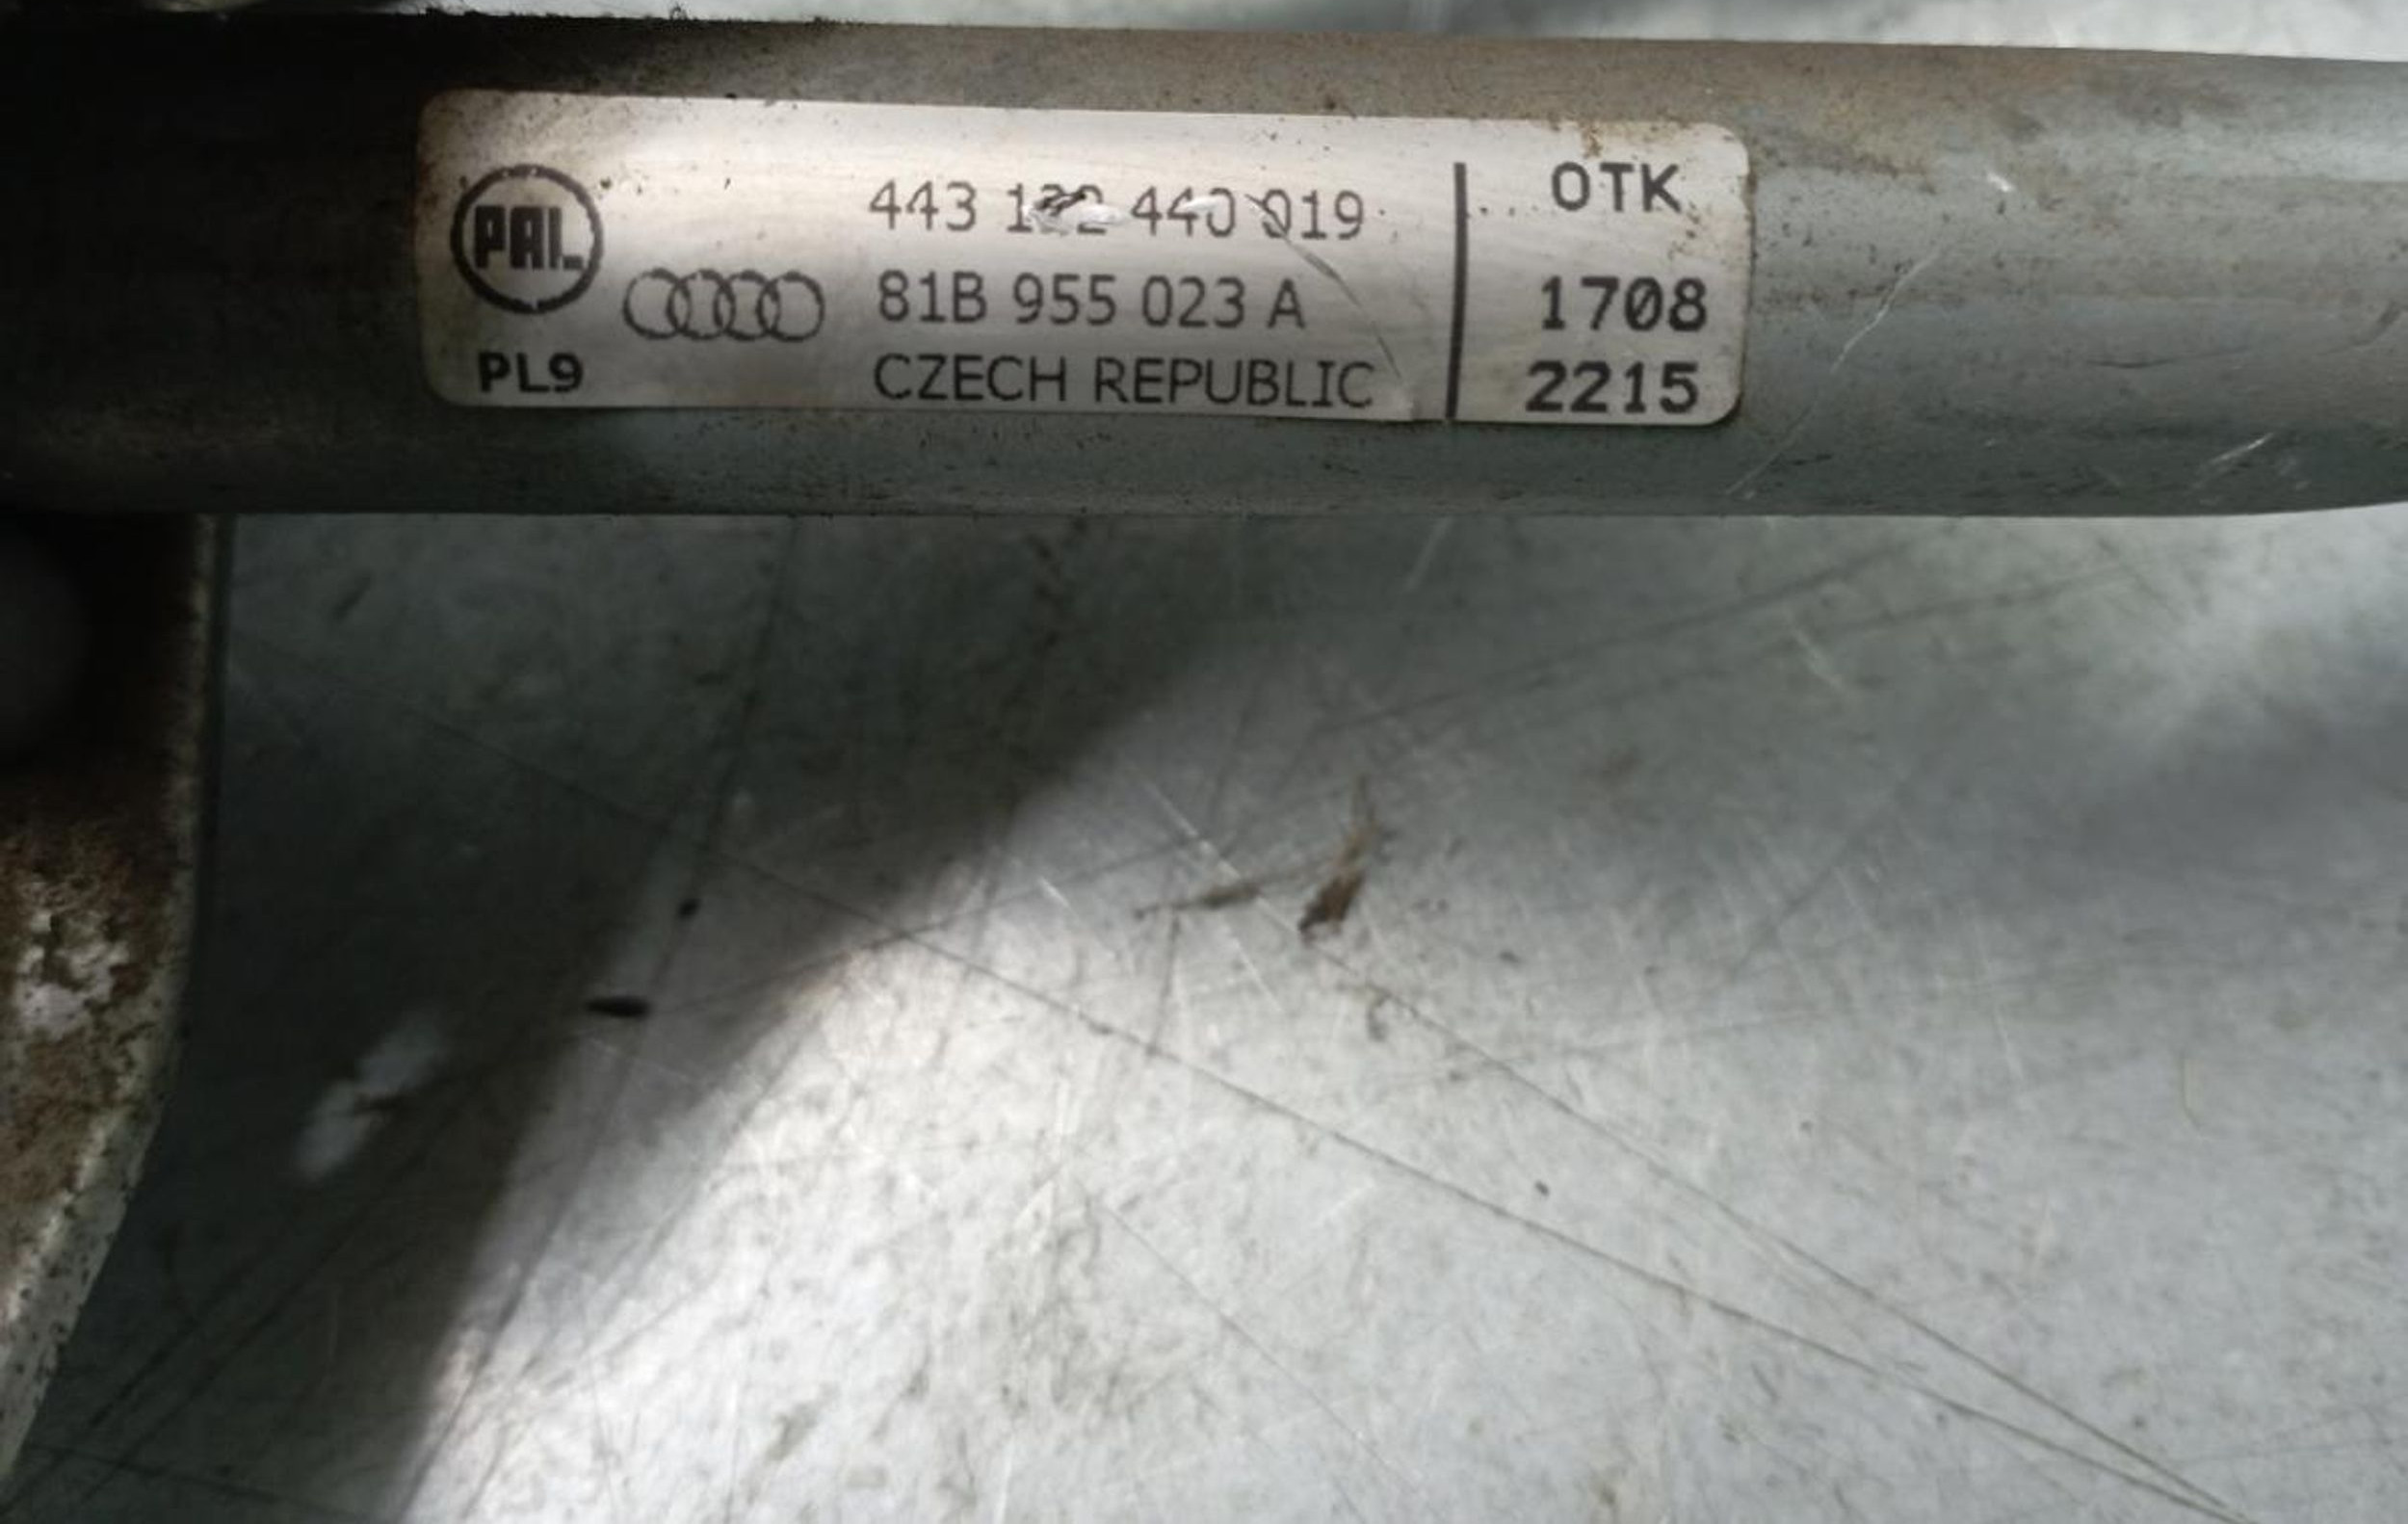 PAL
PL9
443 440 019
81B 955 023 A
CZECH REPUBLIC
OTK
1708
2215